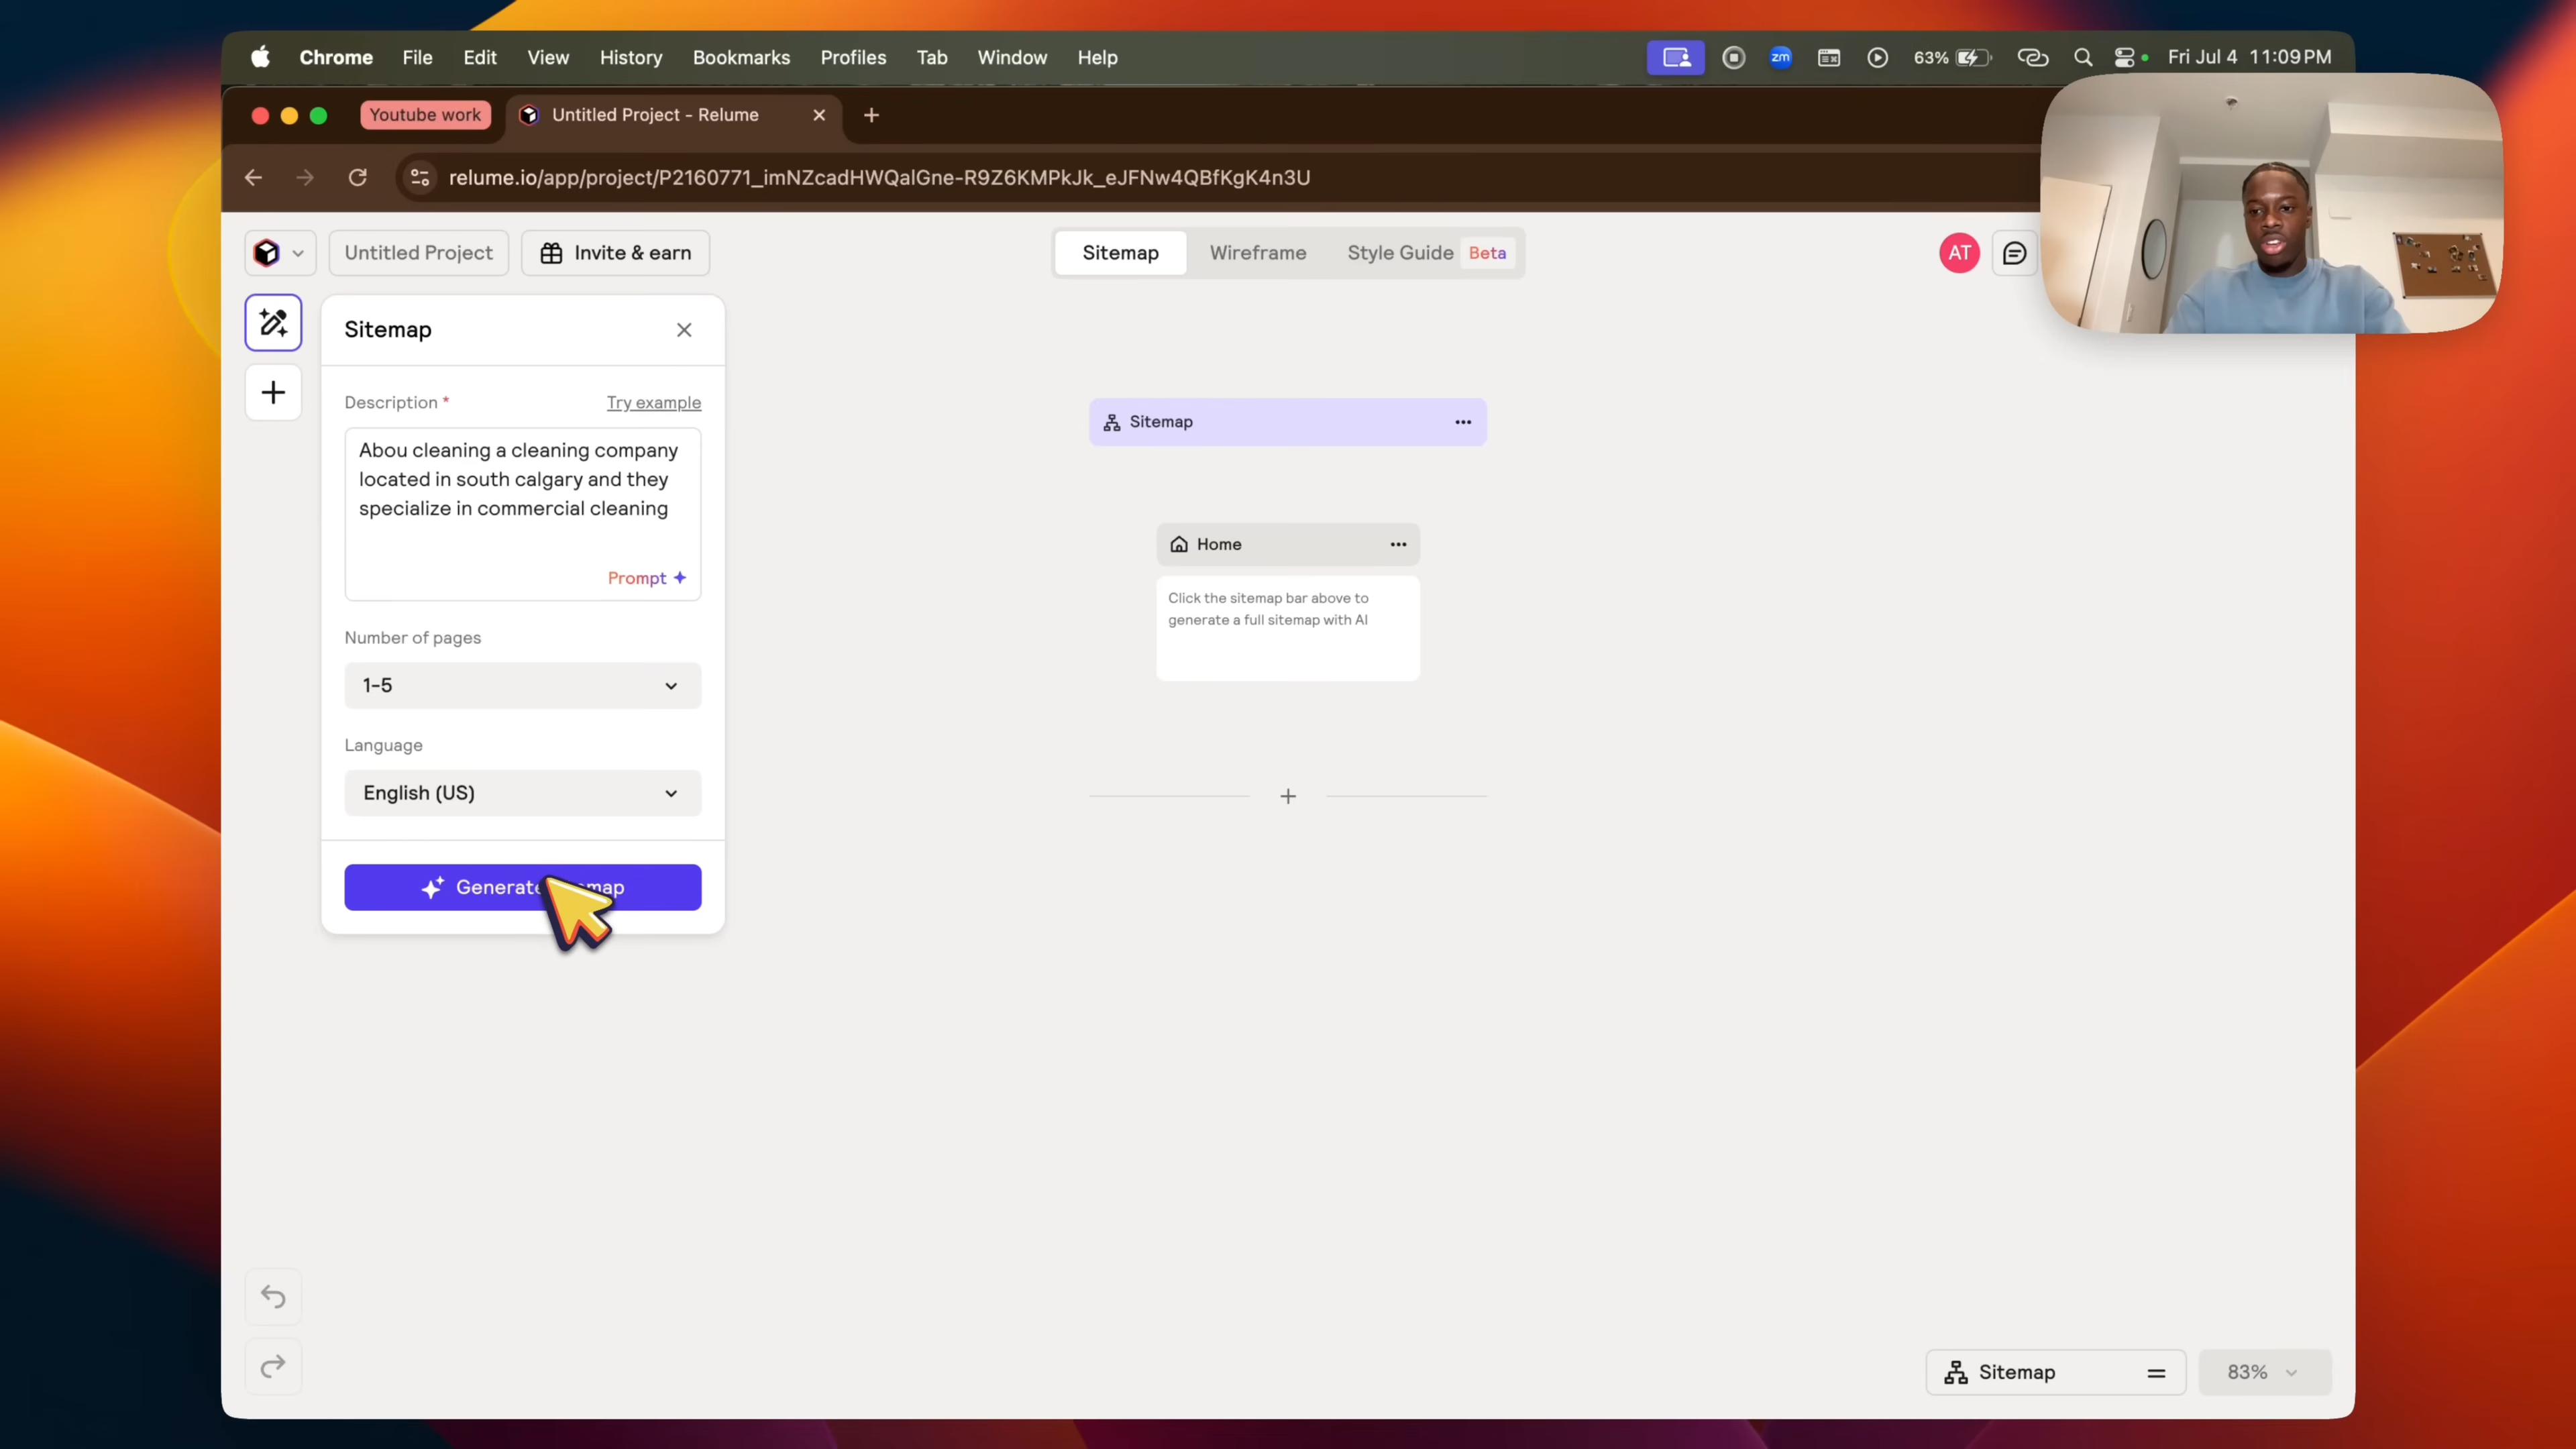 Chrome File Edit View History Bookmarks Profiles Tab Window Help zm 63% Fri Jul 4 11:09 PM
Youtube work Untitled Project - Relume
relume.io/app/project/P2160771_imNZcadHWQalGne-R9Z6KMPkJk_eJFNw4QBfKgK4n3U
Untitled Project Invite & earn Sitemap Wireframe Style Guide Beta AT
Sitemap
Description * Try example
Abou cleaning a cleaning company
located in south calgary and they
specialize in commercial cleaning
Prompt
Number of pages
1-5
Language
English (US)
Generate
Sitemap
Home
Click the sitemap bar above to
generate a full sitemap with AI
Sitemap 83%